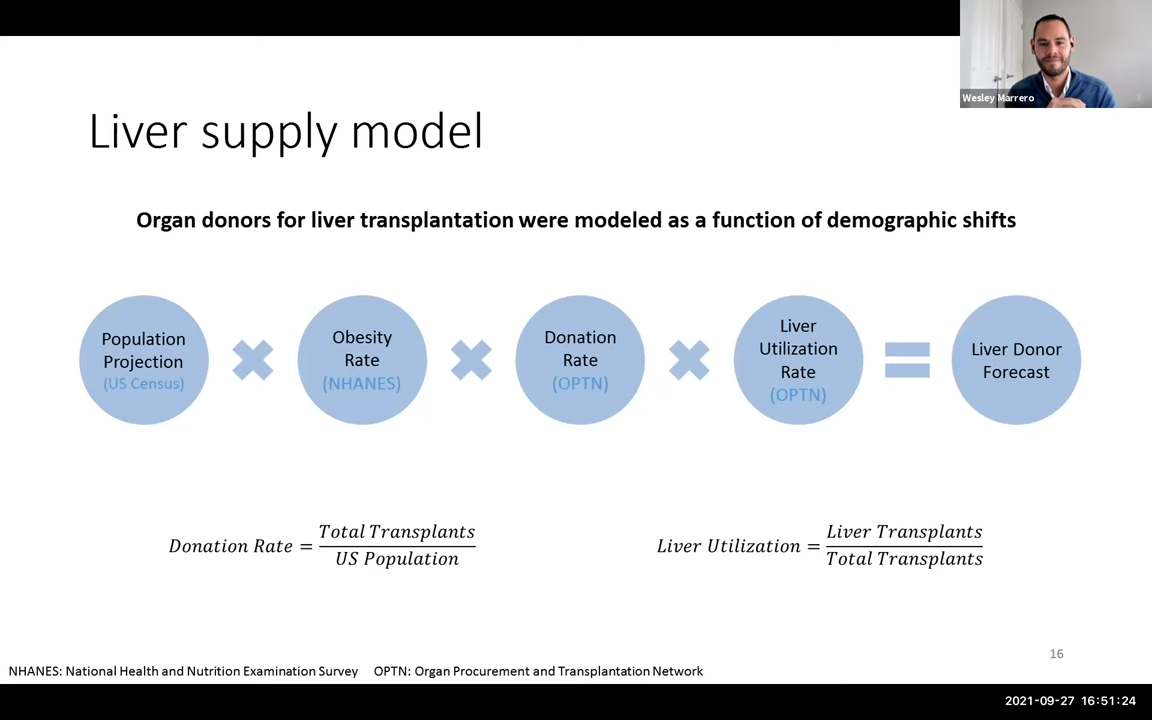 Wesley Marrero
Liver supply model
Organ donors for liver transplantation were modeled as a function of demographic shifts
Population
Projection
(US Census)
Obesity
Rate
(NHANES)
Donation
Rate
(OPTN)
Liver
Utilization
Rate
(OPTN)
Liver Donor
Forecast
Donation Rate = Total Transplants / US Population
Liver Utilization = Liver Transplants / Total Transplants
16
NHANES: National Health and Nutrition Examination Survey OPTN: Organ Procurement and Transplantation Network
2021-09-27 16:51:24